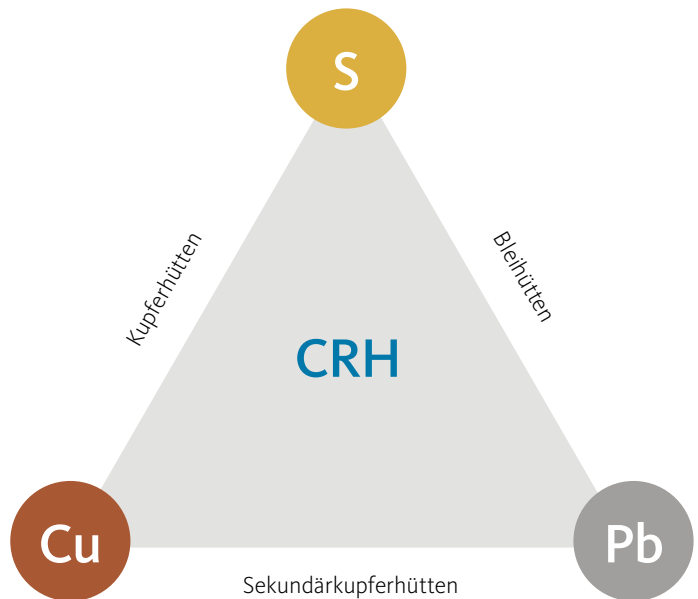 S
Kupferhütten
Bleihütten
CRH
Cu
Pb
Sekundärkupferhütten